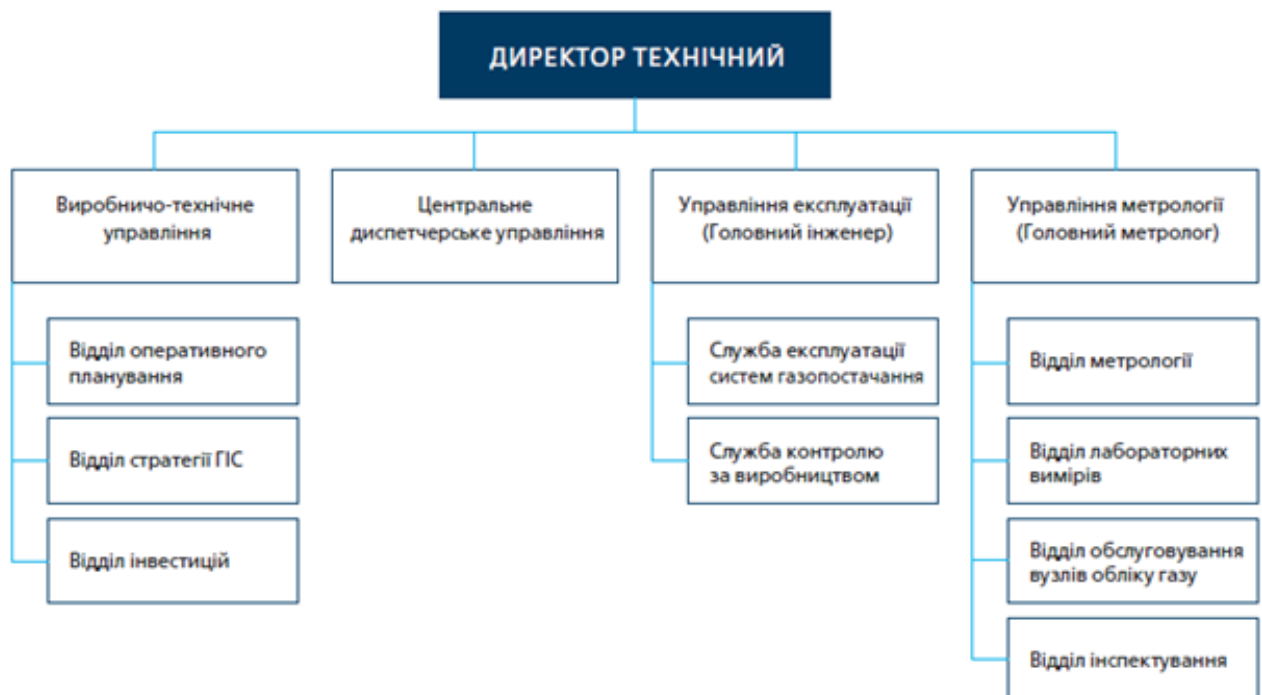 ДИРЕКТОР ТЕХНІЧНИЙ
Виробничо-технічне
управління
Центральне
диспетчерське управління
Управління експлуатації
(Головний інженер)
Управління метрології
(Головний метролог)
Відділ оперативного
планування
Відділ стратегії ГІС
Відділ інвестицій
Служба експлуатації
систем газопостачання
Служба контролю
за виробництвом
Відділ метрології
Відділ лабораторних
вимірів
Відділ обслуговування
вузлів обліку газу
Відділ інспектування